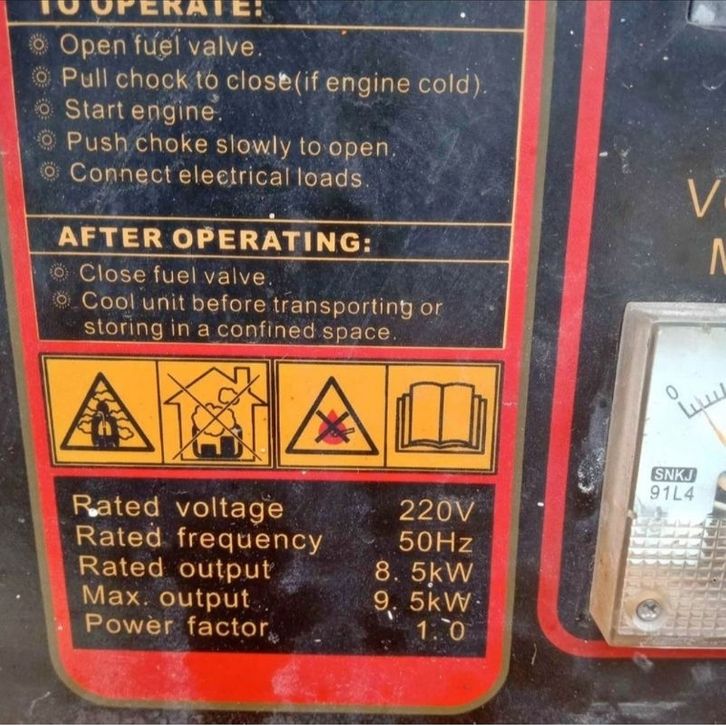 TO OPERATE:
Open fuel valve.
Pull chock to close(if engine cold).
Start engine.
Push choke slowly to open.
Connect electrical loads.
AFTER OPERATING:
Close fuel valve.
Cool unit before transporting or
storing in a confined space.
Rated voltage 220V
Rated frequency 50Hz
Rated output 8. 5kW
Max. output 9. 5kW
Power factor 1. 0
V
M
0
SNKJ
91L4